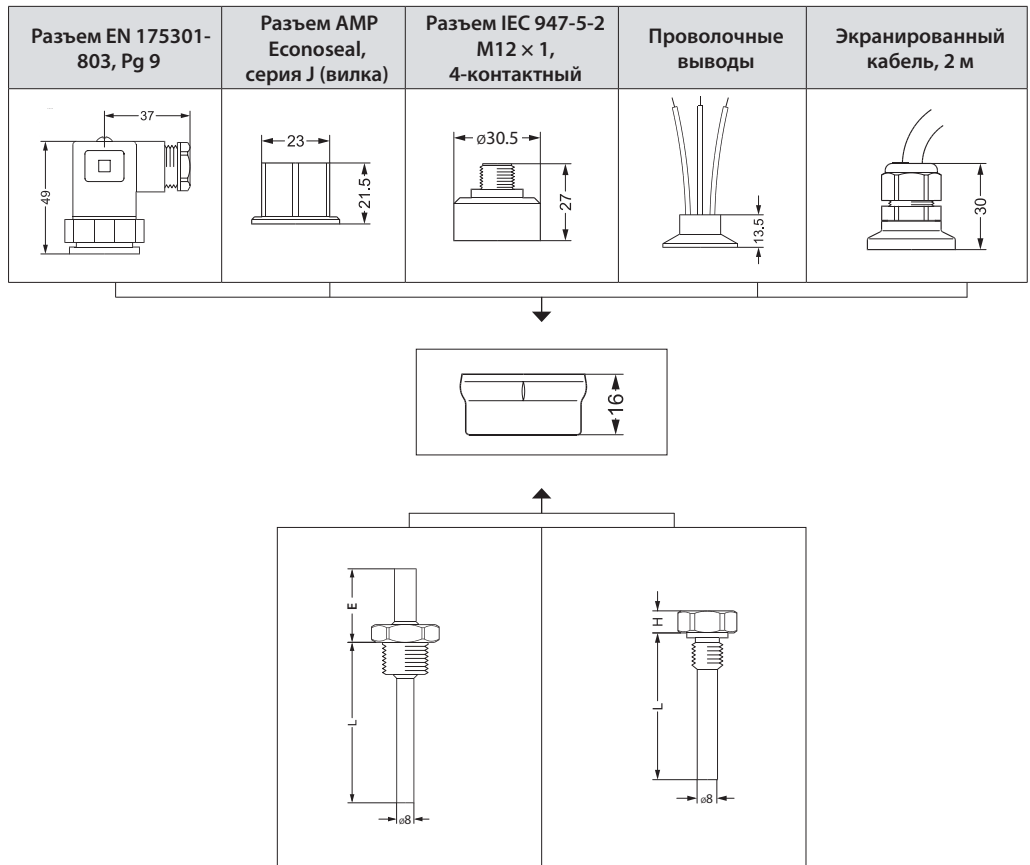 Разъем EN 175301-
803, Pg 9
Разъем AMP
Econoseal,
серия J (вилка)
Разъем IEC 947-5-2
M12 × 1,
4-контактный
Проволочные
выводы
Экранированный
кабель, 2 м
37
49
23
21.5
ø30.5
27
13.5
30
16
E
L
ø8
H
L
ø8